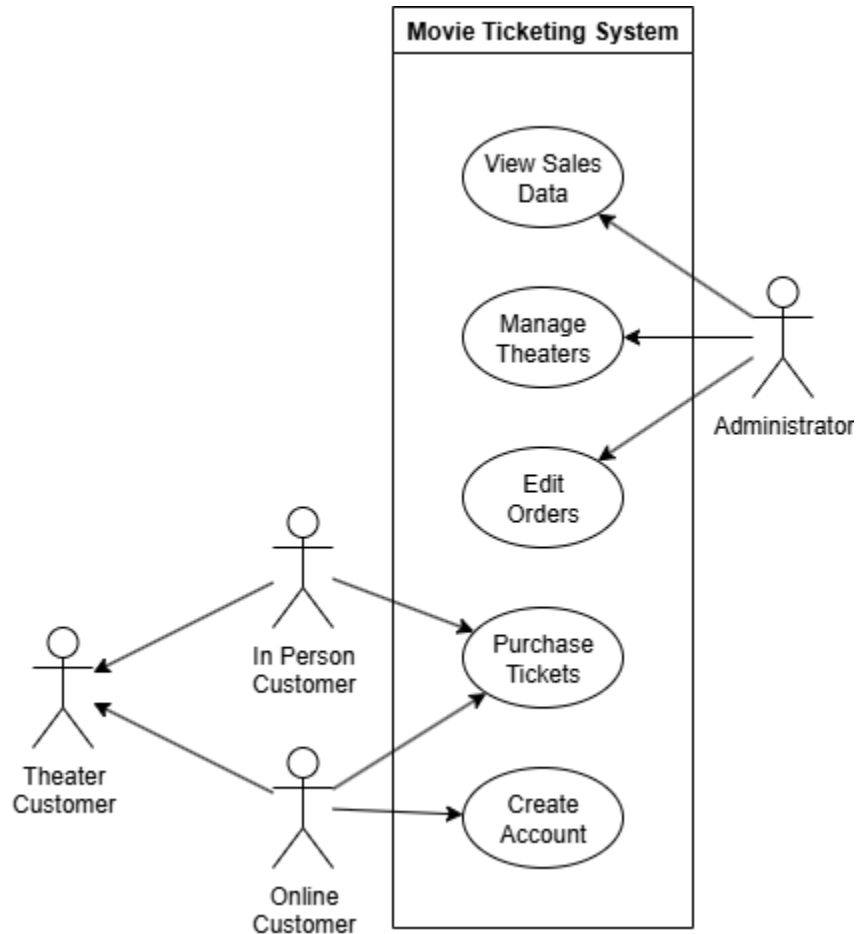 Movie Ticketing System
View Sales
Data
Manage
Theaters
Administrator
Edit
Orders
In Person
Customer
Purchase
Tickets
Theater
Customer
Create
Account
Online
Customer